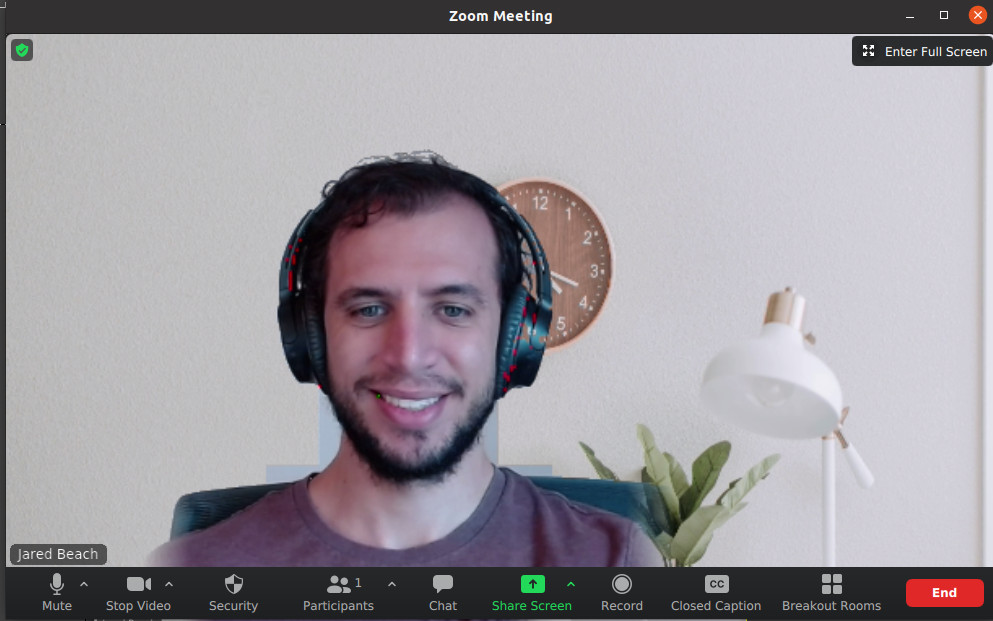 Zoom Meeting
Enter Full Screen
12
1
2
3
4
5
Jared Beach
1
CC
Mute
Stop Video
Security
Participants
Chat
Share Screen
Record
Closed Caption
Breakout Rooms
End